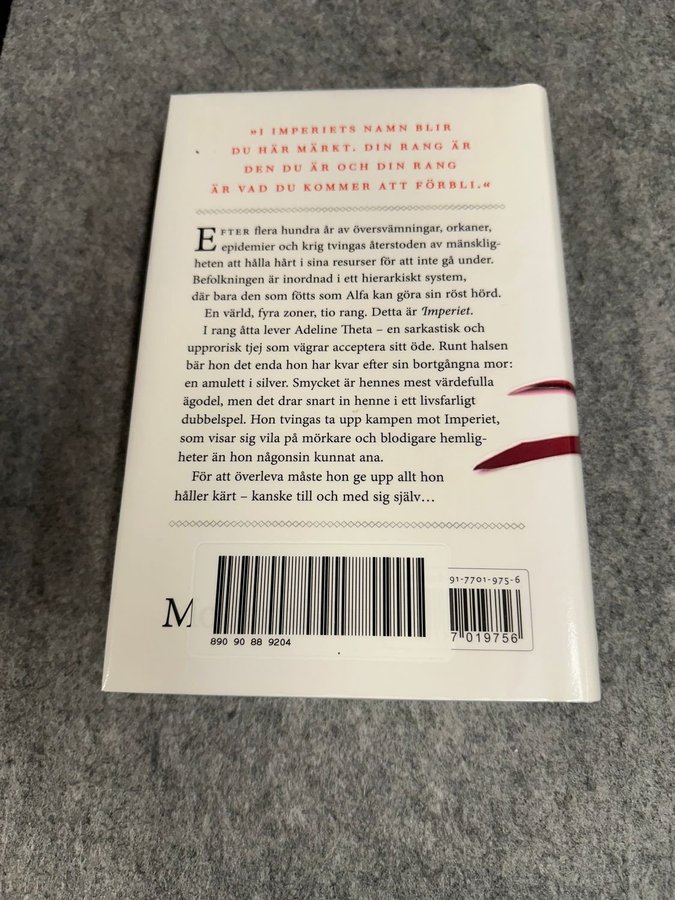 »I IMPERIETS NAMN BLIR
DU HÄR MÄRKT. DIN RANG ÄR
DEN DU ÄR OCH DIN RANG
ÄR VAD DU KOMMER ATT FÖRBLI.«
EFTER flera hundra år av översvämningar, orkaner,
epidemier och krig tvingas återstoden av mänsklig-
heten att hålla hårt i sina resurser för att inte gå under.
Befolkningen är inordnad i ett hierarkiskt system,
där bara den som fötts som Alfa kan göra sin röst hörd.
En värld, fyra zoner, tio rang. Detta är Imperiet.
I rang åtta lever Adeline Theta – en sarkastisk och
upprorisk tjej som vägrar acceptera sitt öde. Runt halsen
bär hon det enda hon har kvar efter sin bortgångna mor:
en amulett i silver. Smycket är hennes mest värdefulla
ägodel, men det drar snart in henne i ett livsfarligt
dubbelspel. Hon tvingas ta upp kampen mot Imperiet,
som visar sig vila på mörkare och blodigare hemlig-
heter än hon någonsin kunnat ana.
För att överleva måste hon ge upp allt hon
håller kärt – kanske till och med sig själv…
91-7701-975-6
7 019756
890 90 88 9204